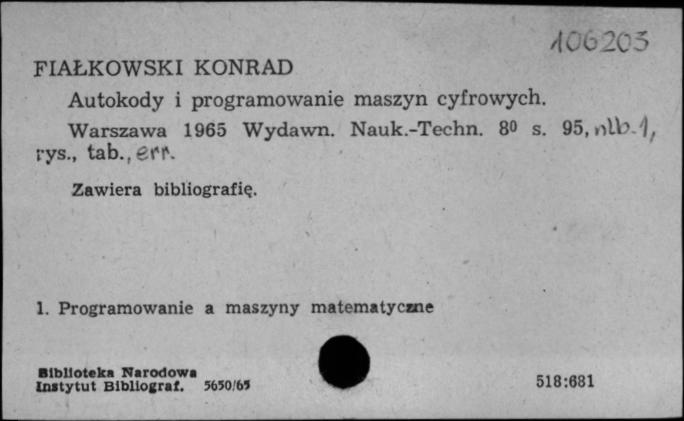 106203
FIAŁKOWSKI KONRAD
Autokody i programowanie maszyn cyfrowych.
Warszawa 1965 Wydawn. Nauk.-Techn. 8⁰ s. 95, nlb. 1,
rys., tab., err.
Zawiera bibliografię.
1. Programowanie a maszyny matematyczne
Biblioteka Narodowa
Instytut Bibliograf. 5650/65
518:681